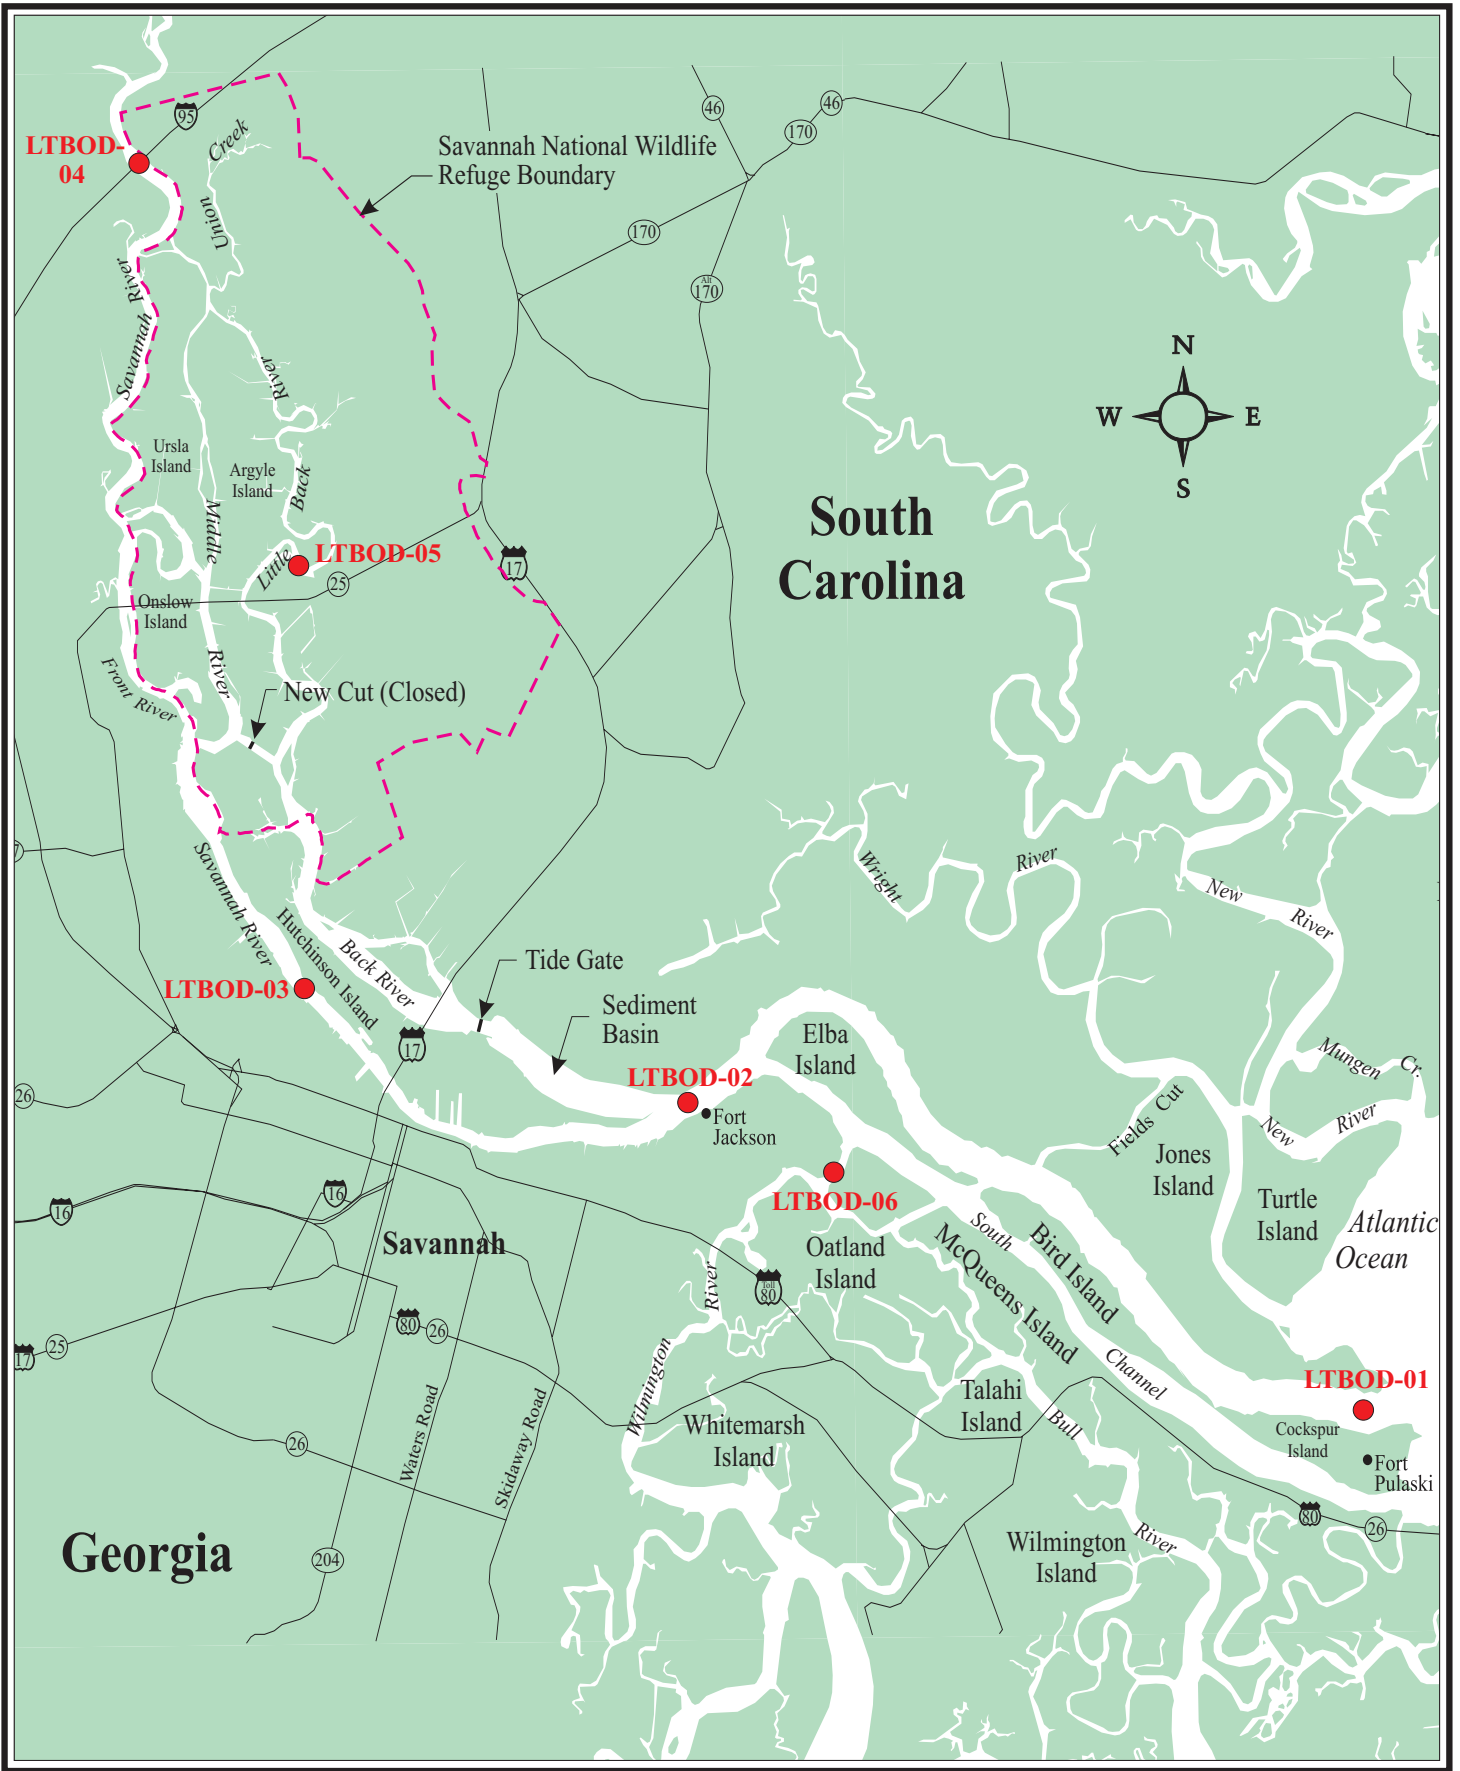 46
46
95
170
LTBOD-
04
Creek
Savannah National Wildlife
Refuge Boundary
Union
170
Alt
170
River
Savannah
N
W
E
S
River
Ursla
Island
Argyle
Island
Back
South
Carolina
Middle
LTBOD-05
Little
17
25
Onslow
Island
River
Front River
New Cut (Closed)
Savannah River
Wright
River
New
River
Hutchinson Island
Back River
Tide Gate
LTBOD-03
Sediment
Basin
Elba
Island
17
Mungen
Cr.
LTBOD-02
26
Fort
Jackson
Fields Cut
New
River
Jones
Island
LTBOD-06
16
16
Turtle
Island
Atlantic
Ocean
Savannah
South
Bird Island
McQueens Island
Oatland
Island
River
Toll
80
80
26
25
17
Channel
LTBOD-01
Wilmington
Talahi
Island
Waters Road
Skidaway Road
Whitemarsh
Island
Bull
Cockspur
Island
26
Fort
Pulaski
80
26
Georgia
204
Wilmington
Island
River